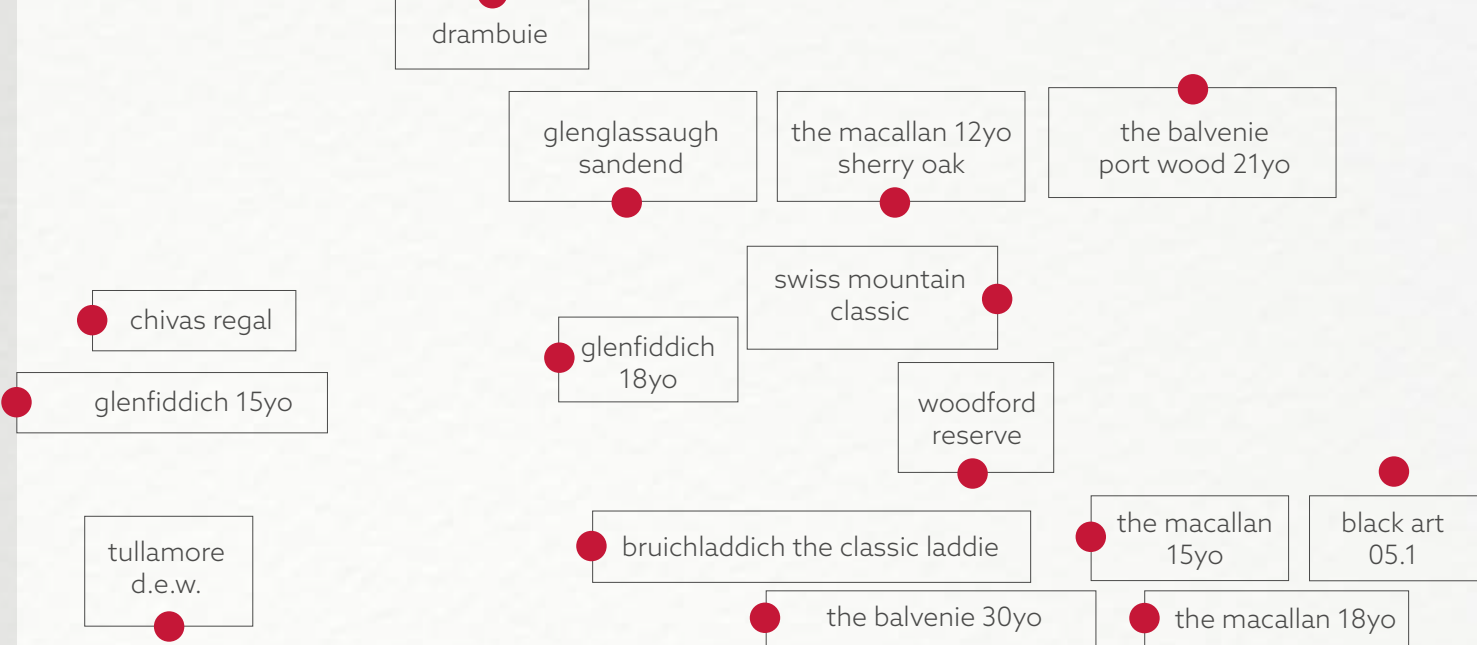 drambuie
glenglassaugh
sandend
the macallan 12yo
sherry oak
the balvenie
port wood 21yo
swiss mountain
classic
chivas regal
glenfiddich
18yo
glenfiddich 15yo
woodford
reserve
tullamore
d.e.w.
bruichladdich the classic laddie
the macallan
15yo
black art
05.1
the balvenie 30yo
the macallan 18yo